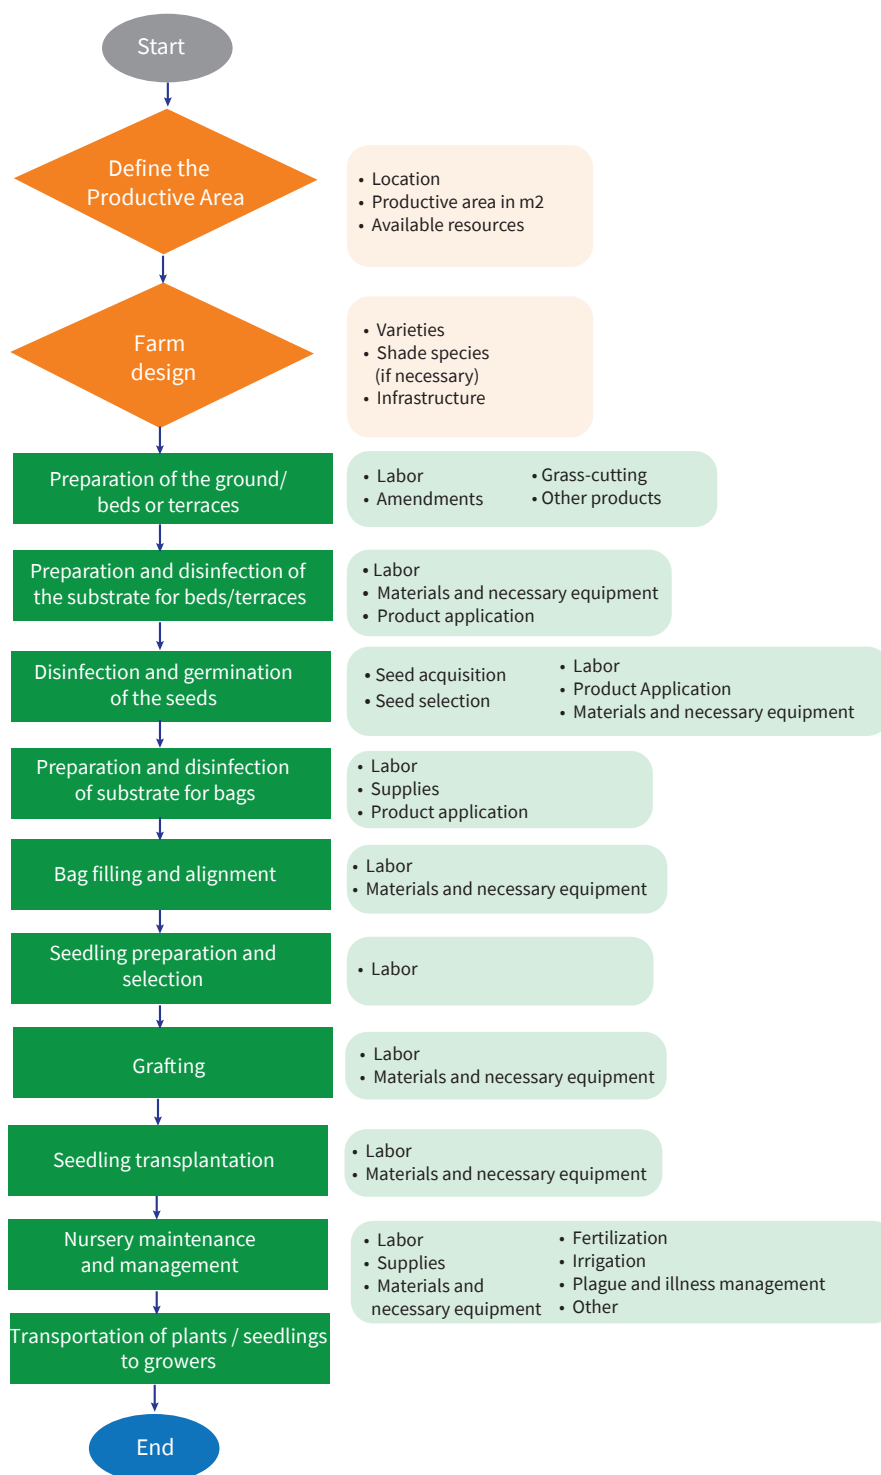 Start
Define the
Productive Area
• Location
• Productive area in m2
• Available resources
Farm
design
• Varieties
• Shade species
(if necessary)
• Infrastructure
Preparation of the ground/
beds or terraces
• Labor
• Amendments
• Grass-cutting
• Other products
Preparation and disinfection of
the substrate for beds/terraces
• Labor
• Materials and necessary equipment
• Product application
Disinfection and germination
of the seeds
• Seed acquisition
• Seed selection
• Labor
• Product Application
• Materials and necessary equipment
Preparation and disinfection
of substrate for bags
• Labor
• Supplies
• Product application
Bag filling and alignment
• Labor
• Materials and necessary equipment
Seedling preparation and
selection
• Labor
Grafting
• Labor
• Materials and necessary equipment
Seedling transplantation
• Labor
• Materials and necessary equipment
Nursery maintenance
and management
• Labor
• Supplies
• Materials and
necessary equipment
• Fertilization
• Irrigation
• Plague and illness management
• Other
Transportation of plants / seedlings
to growers
End